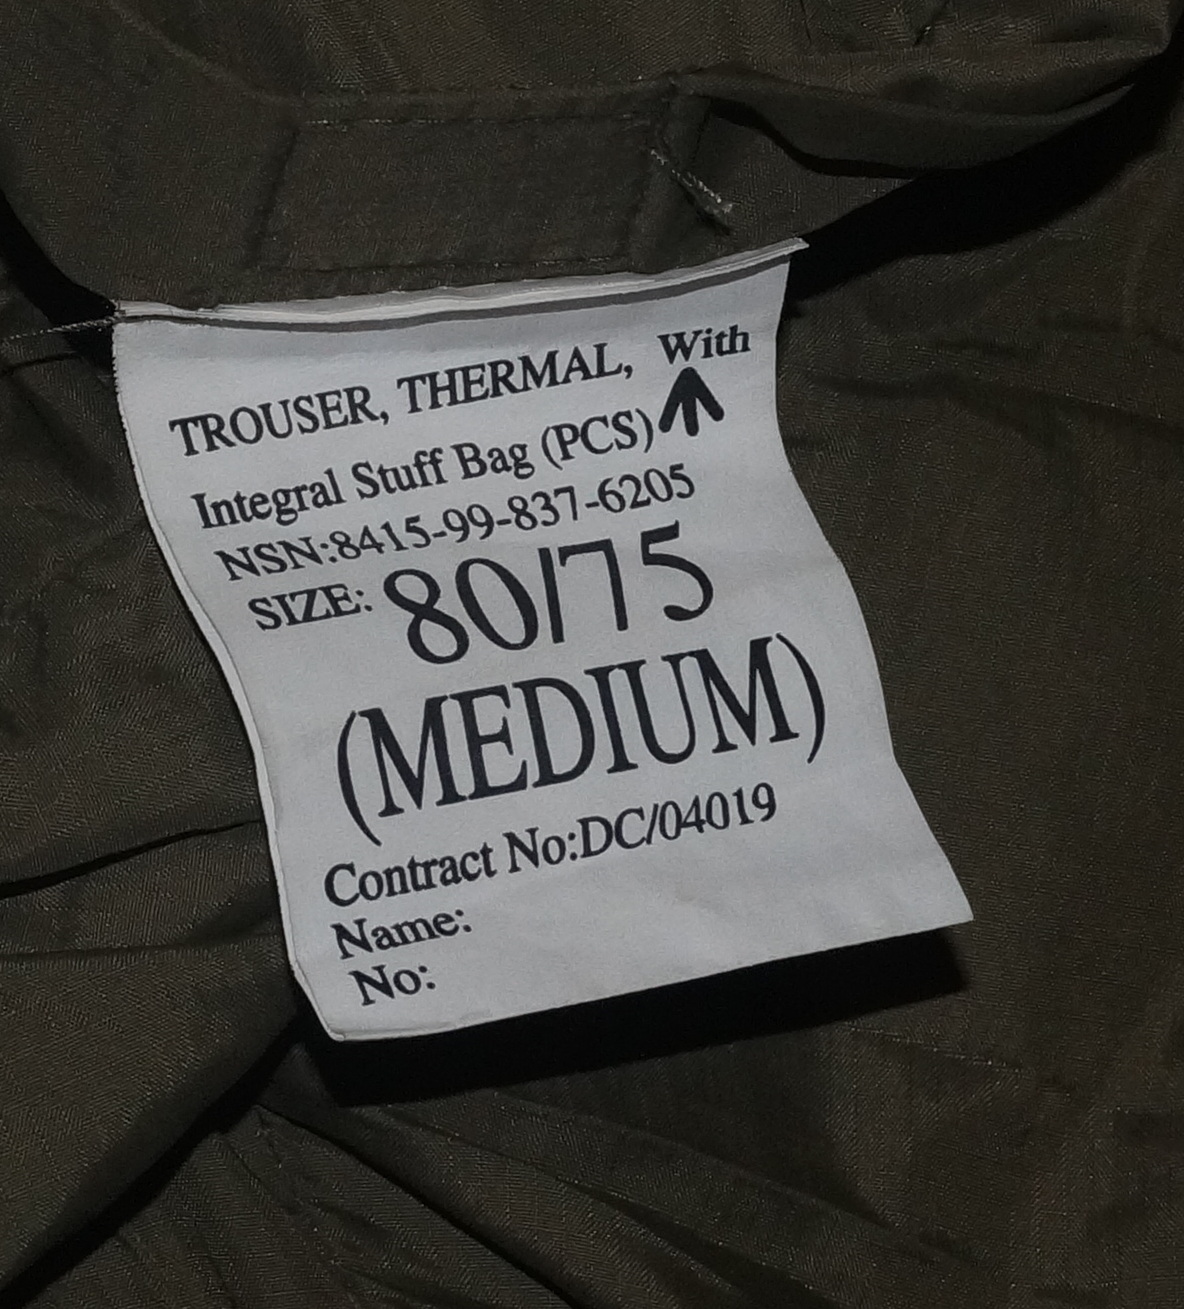 TROUSER, THERMAL, With
Integral Stuff Bag (PCS)
NSN:8415-99-837-6205
SIZE: 80/75
(MEDIUM)
Contract No:DC/04019
Name:
No: